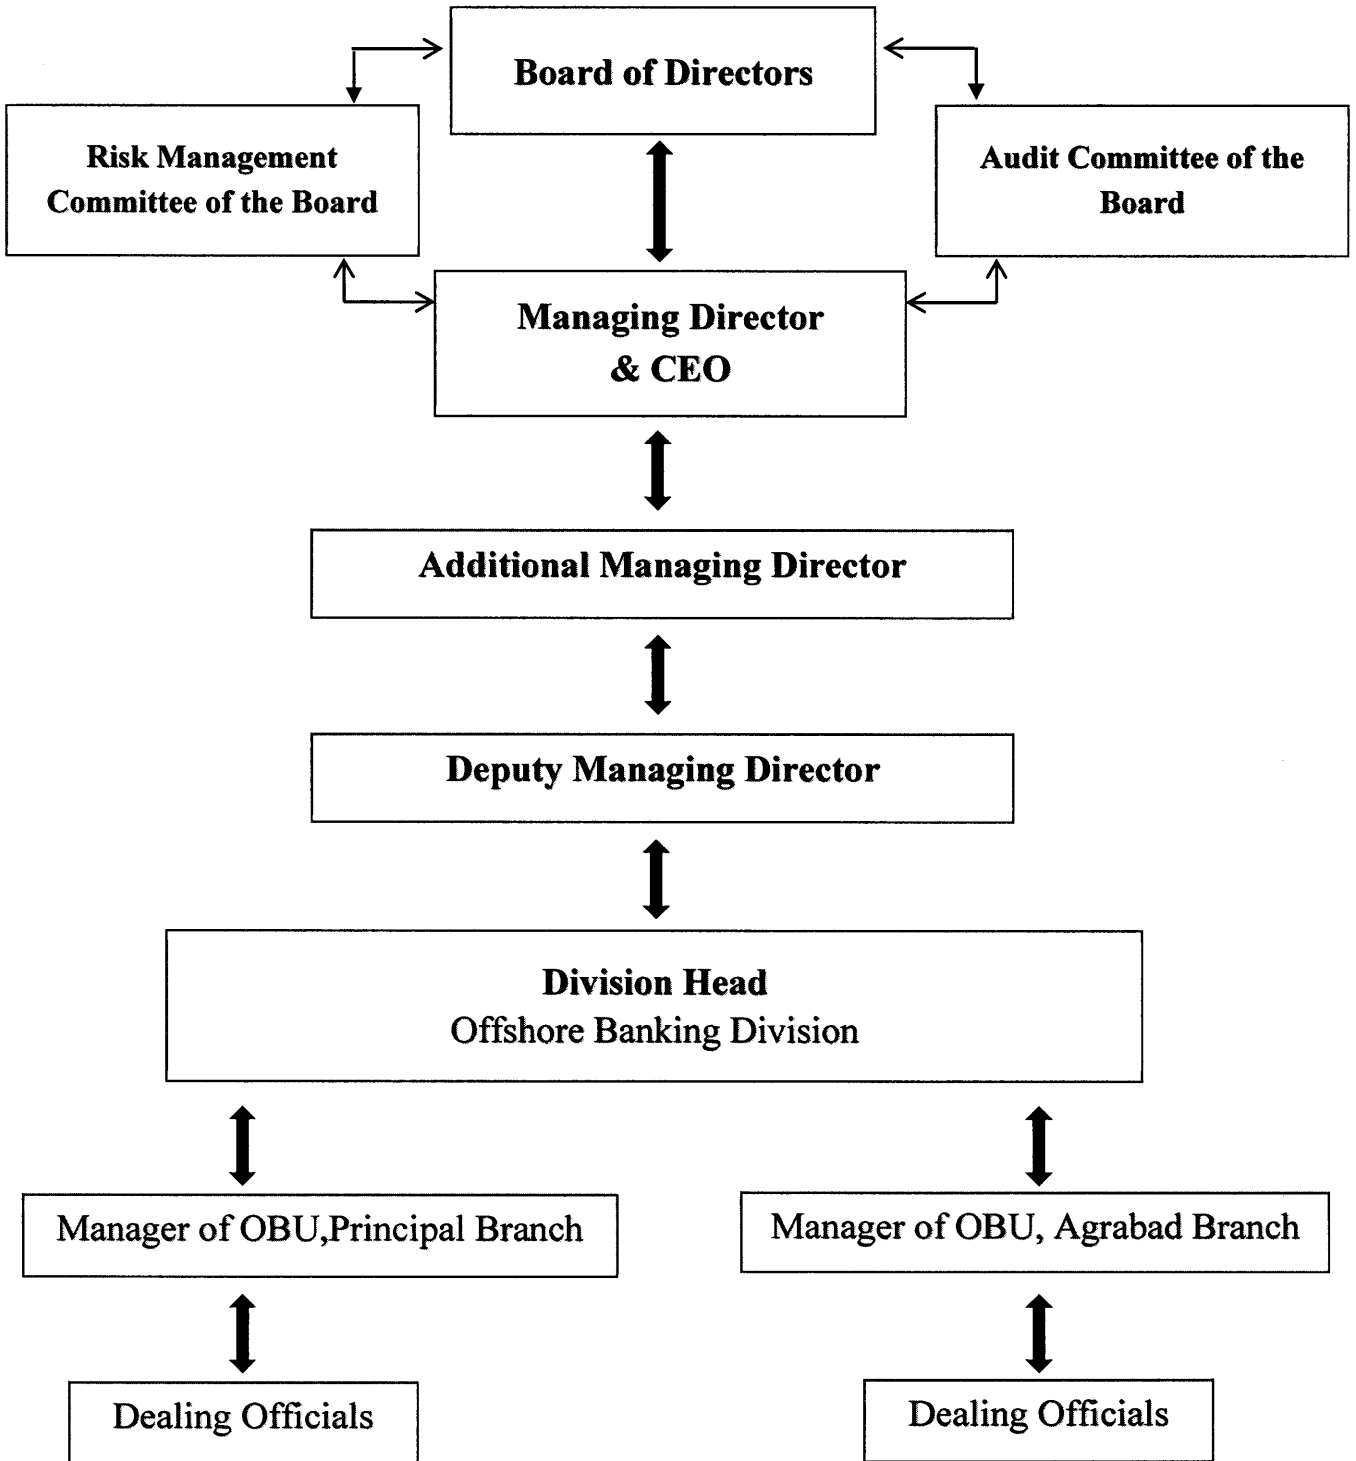 Board of Directors
Risk Management
Committee of the Board
Audit Committee of the
Board
Managing Director
& CEO
Additional Managing Director
Deputy Managing Director
Division Head
Offshore Banking Division
Manager of OBU,Principal Branch
Manager of OBU, Agrabad Branch
Dealing Officials
Dealing Officials